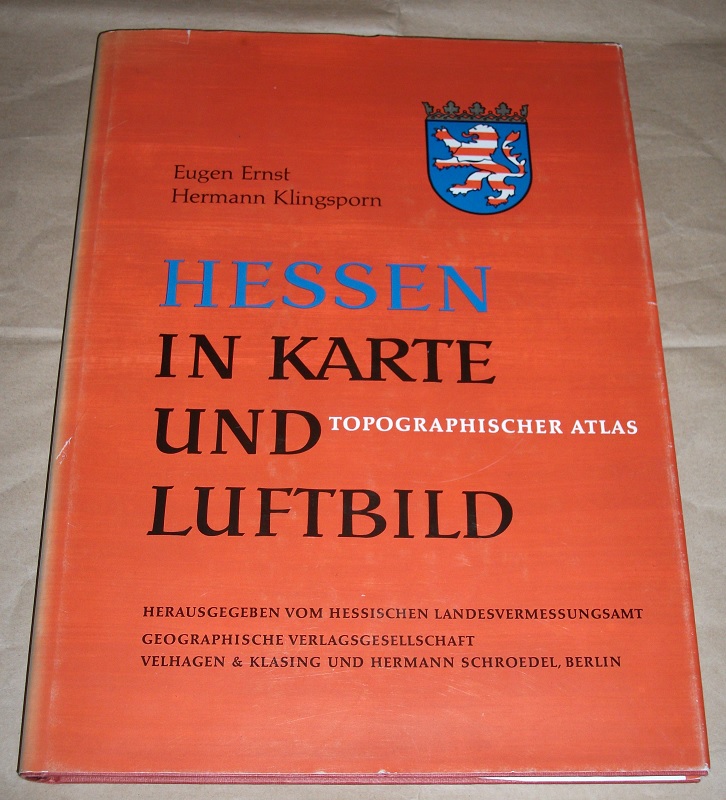 Eugen Ernst
Hermann Klingsporn
HESSEN
IN KARTE
UND
TOPOGRAPHISCHER ATLAS
LUFTBILD
HERAUSGEGEBEN VOM HESSISCHEN LANDESVERMESSUNGSAMT
GEOGRAPHISCHE VERLAGSGESELLSCHAFT
VELHAGEN & KLASING UND HERMANN SCHROEDEL, BERLIN